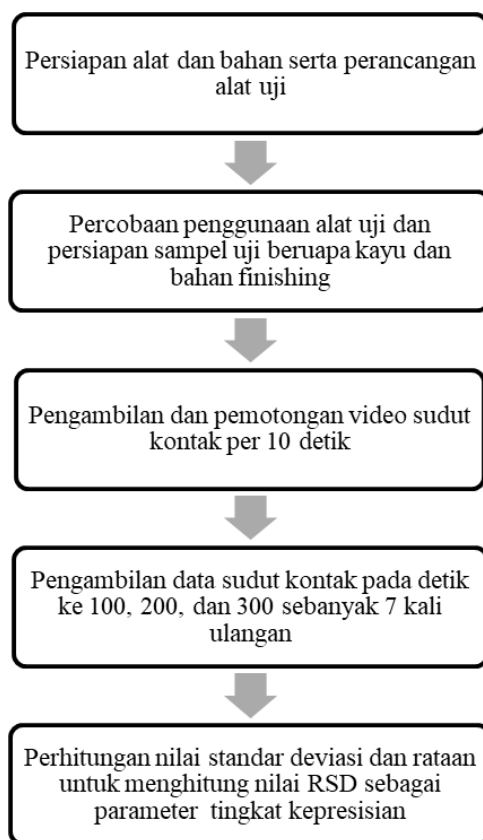 Persiapan alat dan bahan serta perancangan
alat uji
Percobaan penggunaan alat uji dan
persiapan sampel uji beruapa kayu dan
bahan finishing
Pengambilan dan pemotongan video sudut
kontak per 10 detik
Pengambilan data sudut kontak pada detik
ke 100, 200, dan 300 sebanyak 7 kali
ulangan
Perhitungan nilai standar deviasi dan rataan
untuk menghitung nilai RSD sebagai
parameter tingkat kepresisian